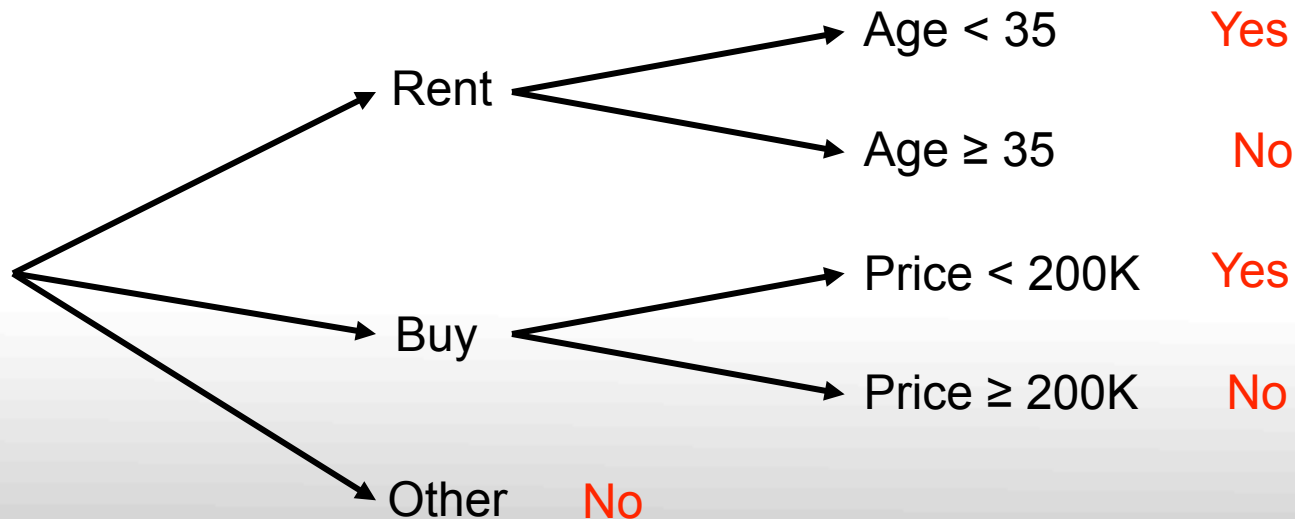 Age < 35 Yes
Rent
Age ≥ 35 No
Price < 200K Yes
Buy
Price ≥ 200K No
Other No